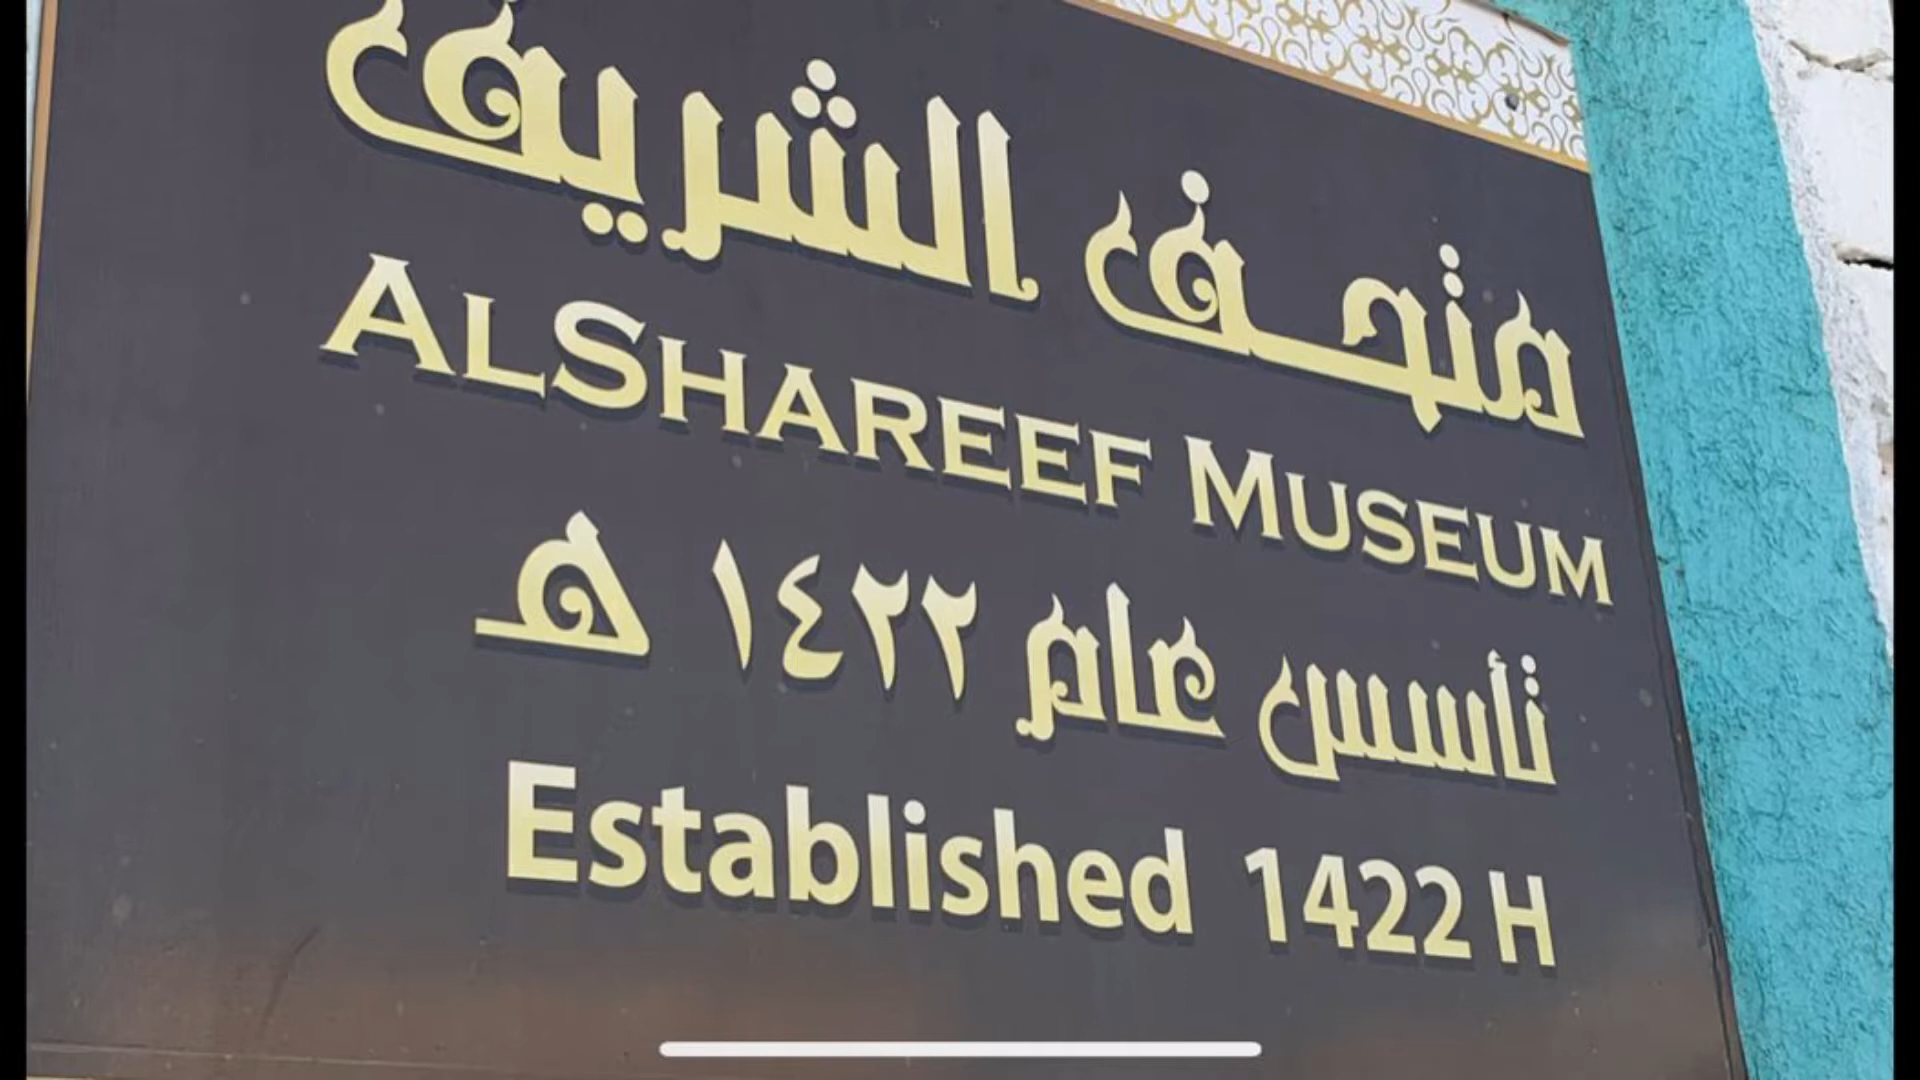 متحف الشريف
ALSHAREEF MUSEUM
تأسس عام ١٤٢٢ هـ
Established 1422 H